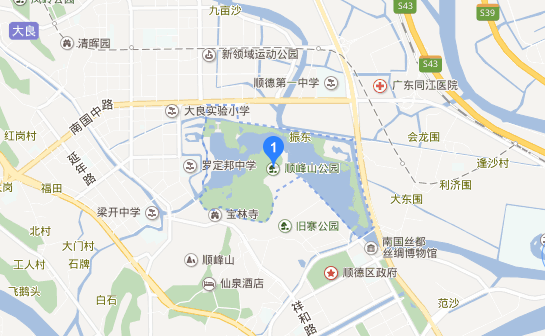 九亩沙
S43
S39
大良
清晖园
新领域运动公园
S43
顺德第一中学
广东同江医院
南国中路
大良实验小学
红岗村
振东
会龙围
1
延年路
罗定邦中学
顺峰山公园
逢沙村
福田
利济围
大东围
梁开中学
宝林寺
北村
旧寨公园
大门村
南国丝都
丝绸博物馆
工人村
石牌
顺峰山
顺德区政府
飞鹅头
仙泉酒店
白石
祥和路
范沙